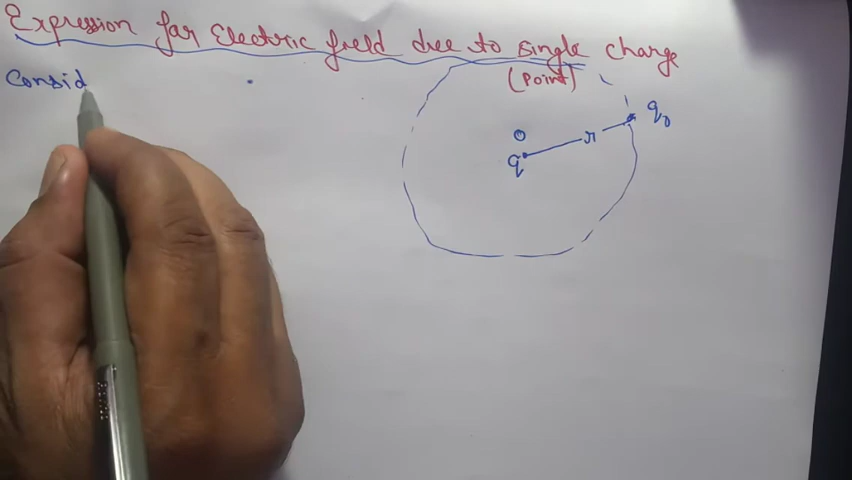 Expression for Electric field due to single charge
(Point)
Consid
O
q
r
q₀